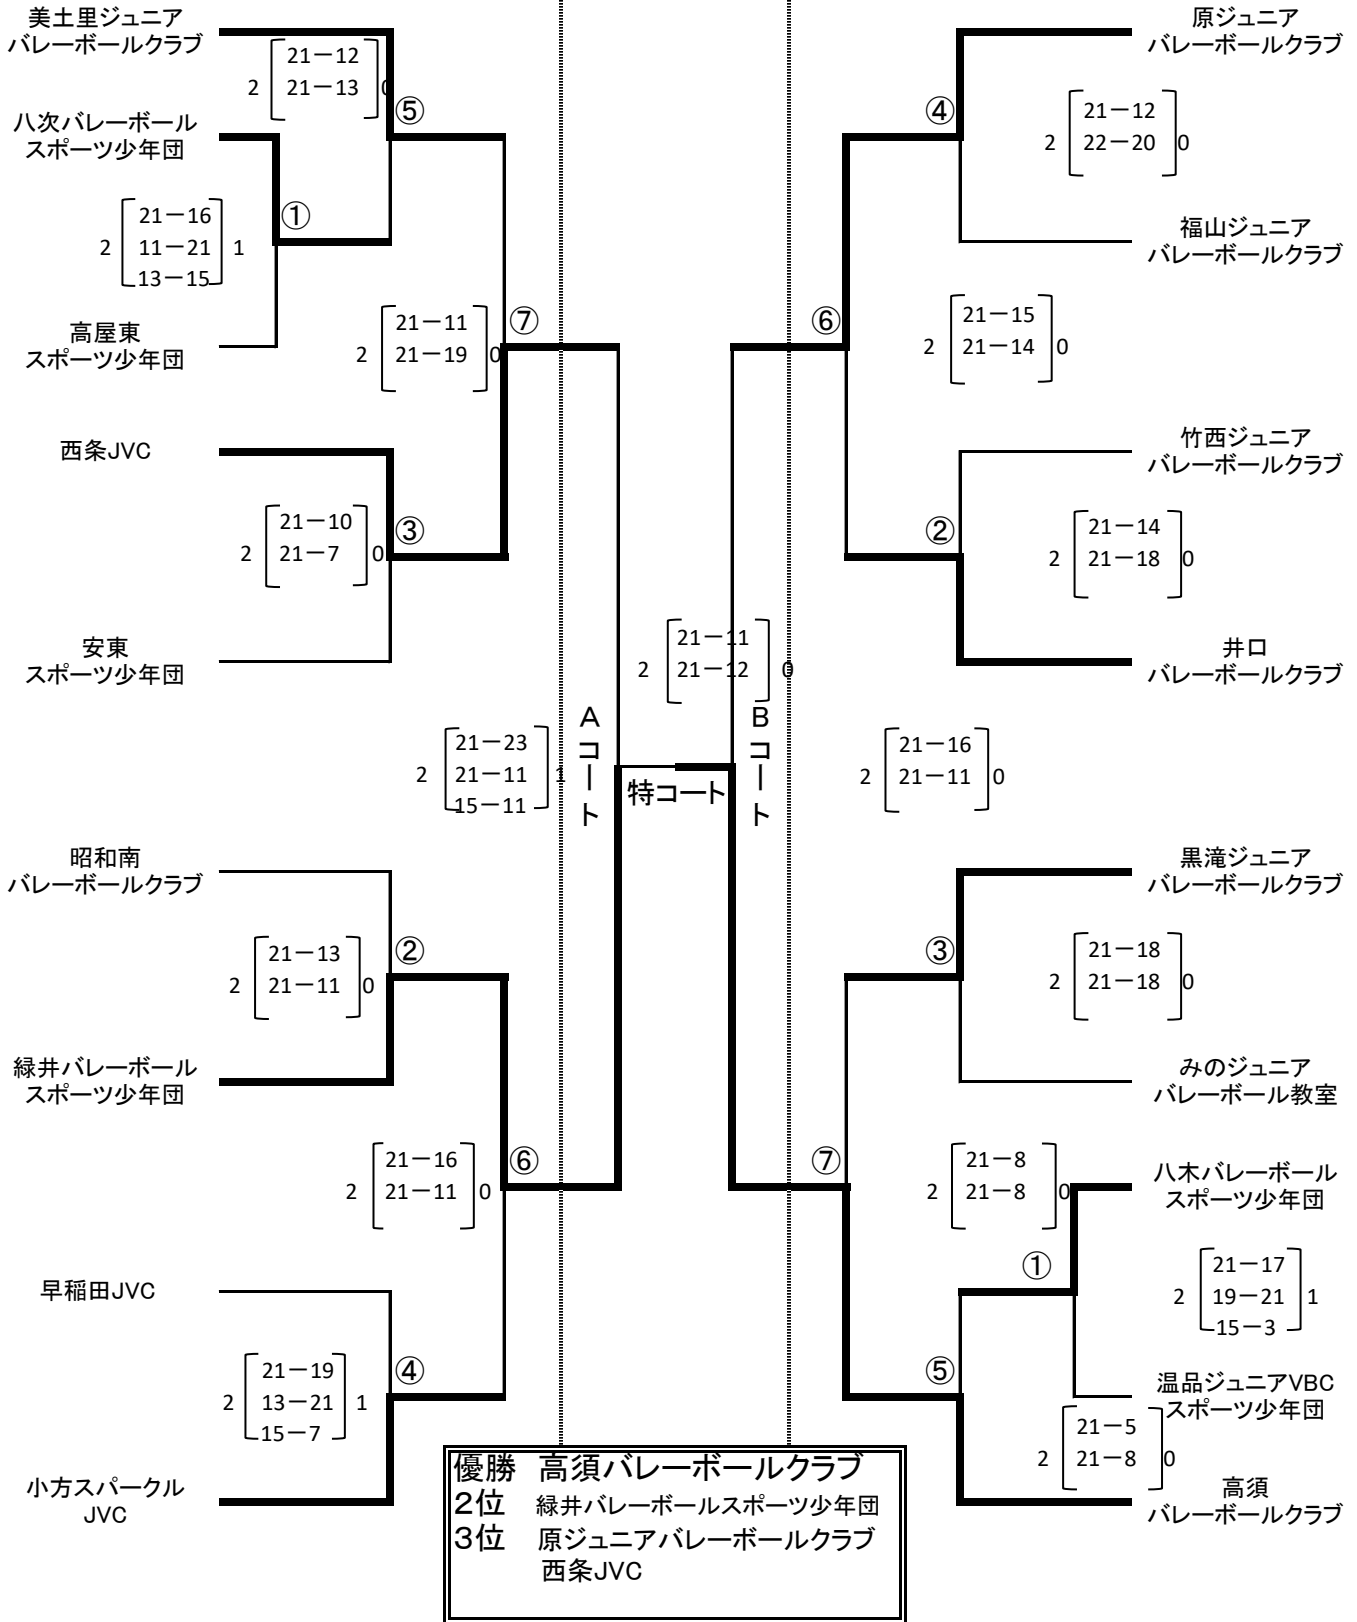 美土里ジュニア
バレーボールクラブ
21－12
2 21－13 0
⑤
八次バレーボール
スポーツ少年団
①
21－16
2 11－21 1
13－15
高屋東
スポーツ少年団
21－11
2 21－19 0
⑦
西条JVC
21－10
2 21－7 0
③
安東
スポーツ少年団
21－23
2 21－11 1
15－11
Aコート
昭和南
バレーボールクラブ
21－13
2 21－11 0
②
緑井バレーボール
スポーツ少年団
21－16
2 21－11 0
⑥
早稲田JVC
21－19
2 13－21 1
15－7
④
小方スパークル
JVC
21－11
2 21－12 0
特コート
Bコート
原ジュニア
バレーボールクラブ
④
21－12
2 22－20 0
福山ジュニア
バレーボールクラブ
⑥
21－15
2 21－14 0
竹西ジュニア
バレーボールクラブ
②
21－14
2 21－18 0
井口
バレーボールクラブ
21－16
2 21－11 0
黒滝ジュニア
バレーボールクラブ
③
21－18
2 21－18 0
みのジュニア
バレーボール教室
⑦
21－8
2 21－8 0
八木バレーボール
スポーツ少年団
①
21－17
2 19－21 1
15－3
温品ジュニアVBC
スポーツ少年団
⑤
21－5
2 21－8 0
高須
バレーボールクラブ
優勝 高須バレーボールクラブ
2位 緑井バレーボールスポーツ少年団
3位 原ジュニアバレーボールクラブ
西条JVC